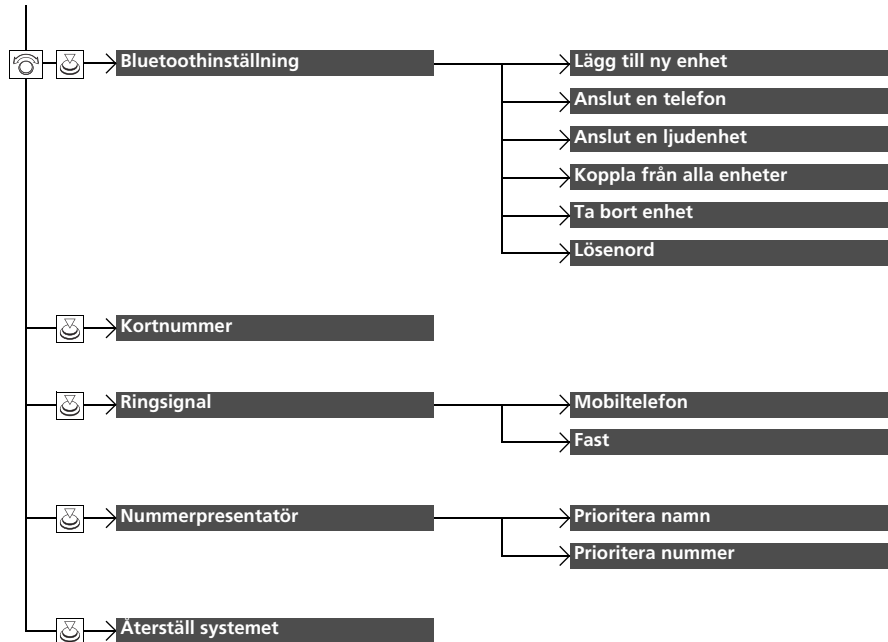 Bluetoothinställning
Lägg till ny enhet
Anslut en telefon
Anslut en ljudenhet
Koppla från alla enheter
Ta bort enhet
Lösenord
Kortnummer
Ringsignal
Mobiltelefon
Fast
Nummerpresentatör
Prioritera namn
Prioritera nummer
Återställ systemet